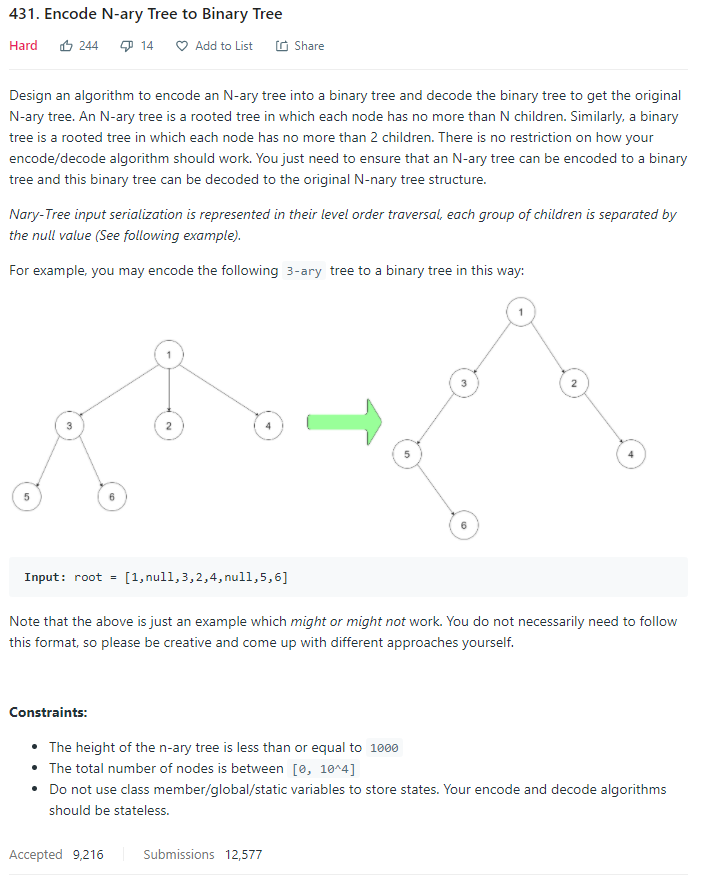 431. Encode N-ary Tree to Binary Tree
Hard 244 14 Add to List Share
Design an algorithm to encode an N-ary tree into a binary tree and decode the binary tree to get the original
N-ary tree. An N-ary tree is a rooted tree in which each node has no more than N children. Similarly, a binary
tree is a rooted tree in which each node has no more than 2 children. There is no restriction on how your
encode/decode algorithm should work. You just need to ensure that an N-ary tree can be encoded to a binary
tree and this binary tree can be decoded to the original N-nary tree structure.
Nary-Tree input serialization is represented in their level order traversal, each group of children is separated by
the null value (See following example).
For example, you may encode the following 3-ary tree to a binary tree in this way:
1
3 2 4
5 6
1
3 2
5 4
6
Input: root = [1,null,3,2,4,null,5,6]
Note that the above is just an example which might or might not work. You do not necessarily need to follow
this format, so please be creative and come up with different approaches yourself.
Constraints:
• The height of the n-ary tree is less than or equal to 1000
• The total number of nodes is between [0, 10^4]
• Do not use class member/global/static variables to store states. Your encode and decode algorithms
should be stateless.
Accepted 9,216 Submissions 12,577